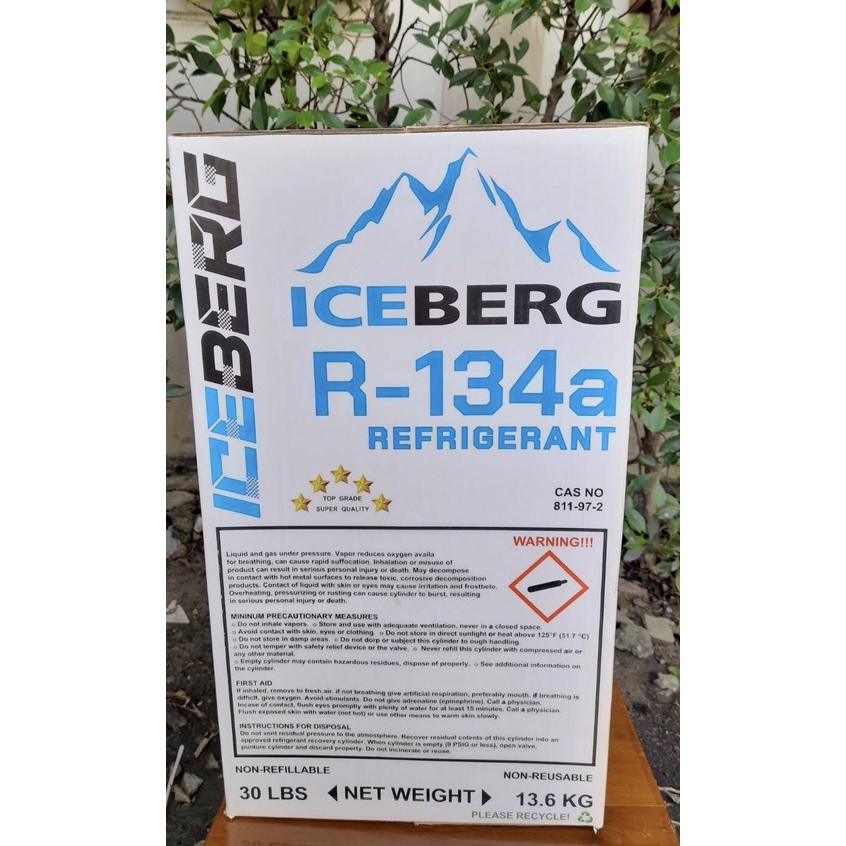 ICEBERG
ICEBERG
R-134a
REFRIGERANT
TOP GRADE
SUPER QUALITY
CAS NO
811-97-2
WARNING!!!
Liquid and gas under pressure. Vapor reduces oxygen availa
for breathing, can cause rapid suffocation. Inhalation or misuse of
product can result in serious personal injury or death. May decompose
in contact with hot metal surfaces to release toxic, corrosive decomposition
products. Contact of liquid with skin or eyes may cause irritation and frostbete.
Overheating, pressurizing or rusting can cause cylinder to burst, resulting
in serious personal injury or death.
MININUM PRECAUTIONARY MEASURES
o Do not inhale vapors. o Store and use with adequaate ventilation, never in a closed space.
o Avoid contact with skin, eyes or clothing. o Do not store in direct sunlight or heat above 125°F (51.7 °C)
o Do not store in damp areas. o Do not dorp or subject this cylinder to ough handling.
o Do not temper with safety relief device or the valve. o Never refill this cylinder with compressed air or
any other material.
o Empty cylinder may contain hazardous residues, dispose of properly. o See additional information on
the cylinder.
FIRST AID
If inhaled, remove to fresh air. if not breathing give artificial respiration, preferably mouth. if breathing is
difficult, give oxygen. Avoid stimulants. Do not give adrenaline (epinephrine). Call a physician.
Incase of contact, flush eyes promptly with plenty of water for at least 15 minutes. Call a physician.
Flush exposed skin with water (not hot) or use other means to warm skin slowly.
INSTRUCTIONS FOR DISPOSAL
Do not vent residual pressure to the atmostphere. Recover residual cotents of this cylinder into an
approved refrigerant recovery cylinder. When cylinder is empty (0 PSIG or less), open valve,
punture cylinder and discard property. Do not incinerate or reuse.
NON-REFILLABLE
NON-REUSABLE
30 LBS ◀ NET WEIGHT ▶ 13.6 KG
PLEASE RECYCLE!